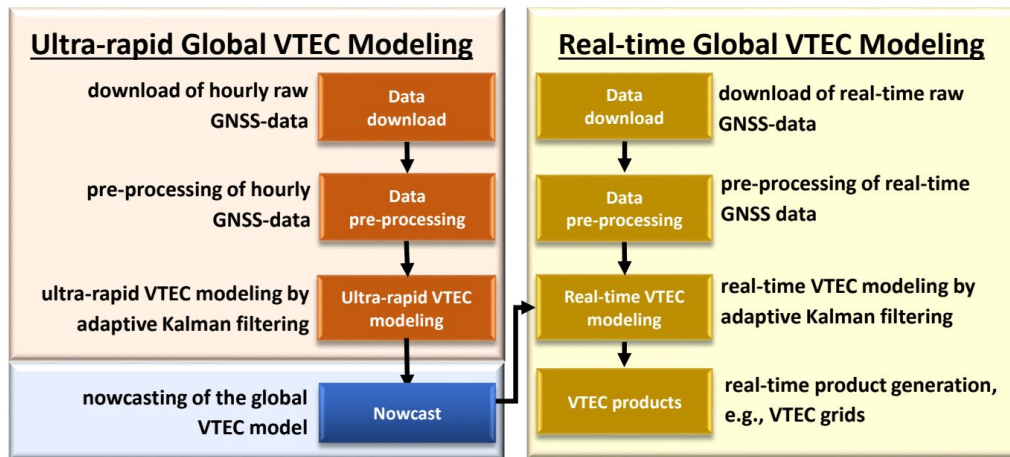 Ultra-rapid Global VTEC Modeling
download of hourly raw
GNSS-data
Data
download
pre-processing of hourly
GNSS-data
Data
pre-processing
ultra-rapid VTEC modeling by
adaptive Kalman filtering
Ultra-rapid VTEC
modeling
nowcasting of the global
VTEC model
Nowcast
Real-time Global VTEC Modeling
Data
download
download of real-time raw
GNSS-data
Data
pre-processing
pre-processing of real-time
GNSS data
Real-time VTEC
modeling
real-time VTEC modeling by
adaptive Kalman filtering
VTEC products
real-time product generation,
e.g., VTEC grids